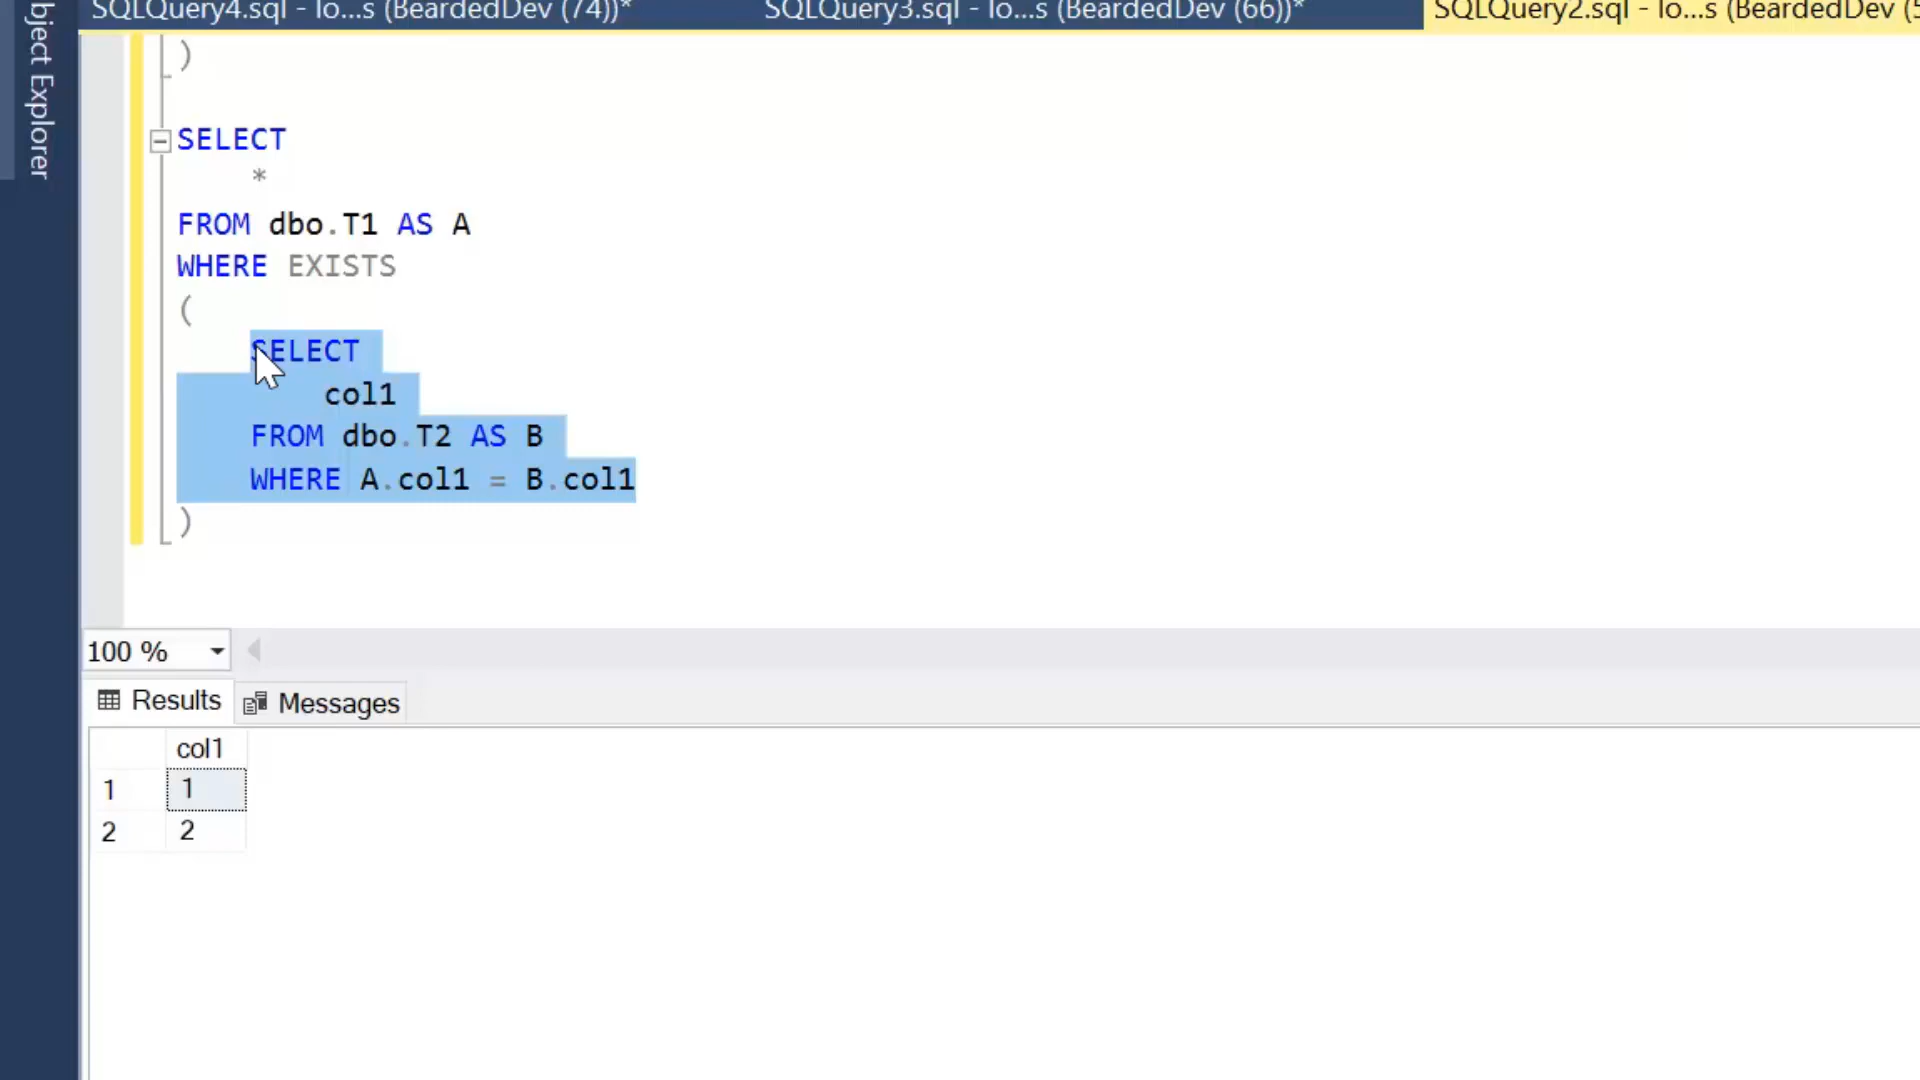 SQLQuery4.sql - lo...s (BeardedDev (74))*
SQLQuery3.sql - lo...s (BeardedDev (66))*
SQLQuery2.sql - lo...s (BeardedDev (5
bject Explorer
)
SELECT
*
FROM dbo.T1 AS A
WHERE EXISTS
(
SELECT
col1
FROM dbo.T2 AS B
WHERE A.col1 = B.col1
)
100 %
Results
Messages
col1
1 1
2 2